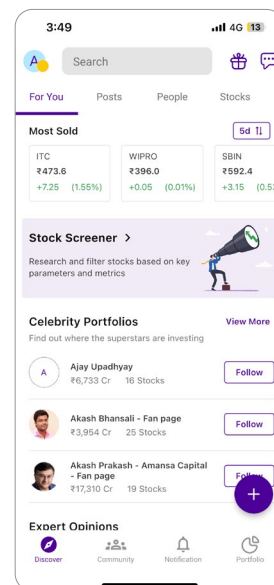 3:49
4G 13
A
Search
For You Posts People Stocks
Most Sold
5d
ITC WIPRO SBIN
₹473.6 ₹396.0 ₹592.4
+7.25 (1.55%) +0.05 (0.01%) +3.15
Stock Screener >
Research and filter stocks based on key
parameters and metrics
Celebrity Portfolios View More
Find out where the superstars are investing
A
Ajay Upadhyay
₹6,733 Cr 16 Stocks
Follow
Akash Bhansali - Fan page
₹3,954 Cr 25 Stocks
Follow
Akash Prakash - Amansa Capital
- Fan page
₹17,310 Cr 19 Stocks
Follow
+
Expert Opinions
Discover Community Notification Portfolio